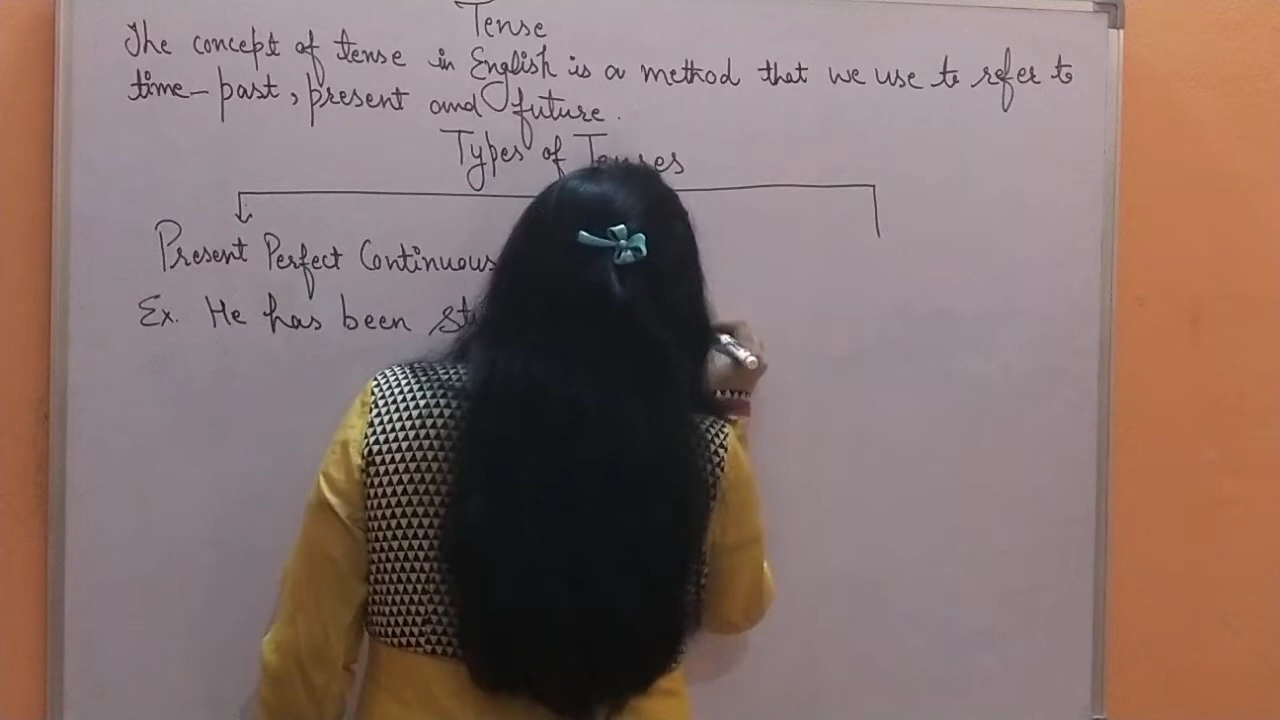 Tense
The concept of tense in English is a method that we use to refer to
time - past, present and future.
Types of Tenses
Present Perfect Continuous
Ex. He has been